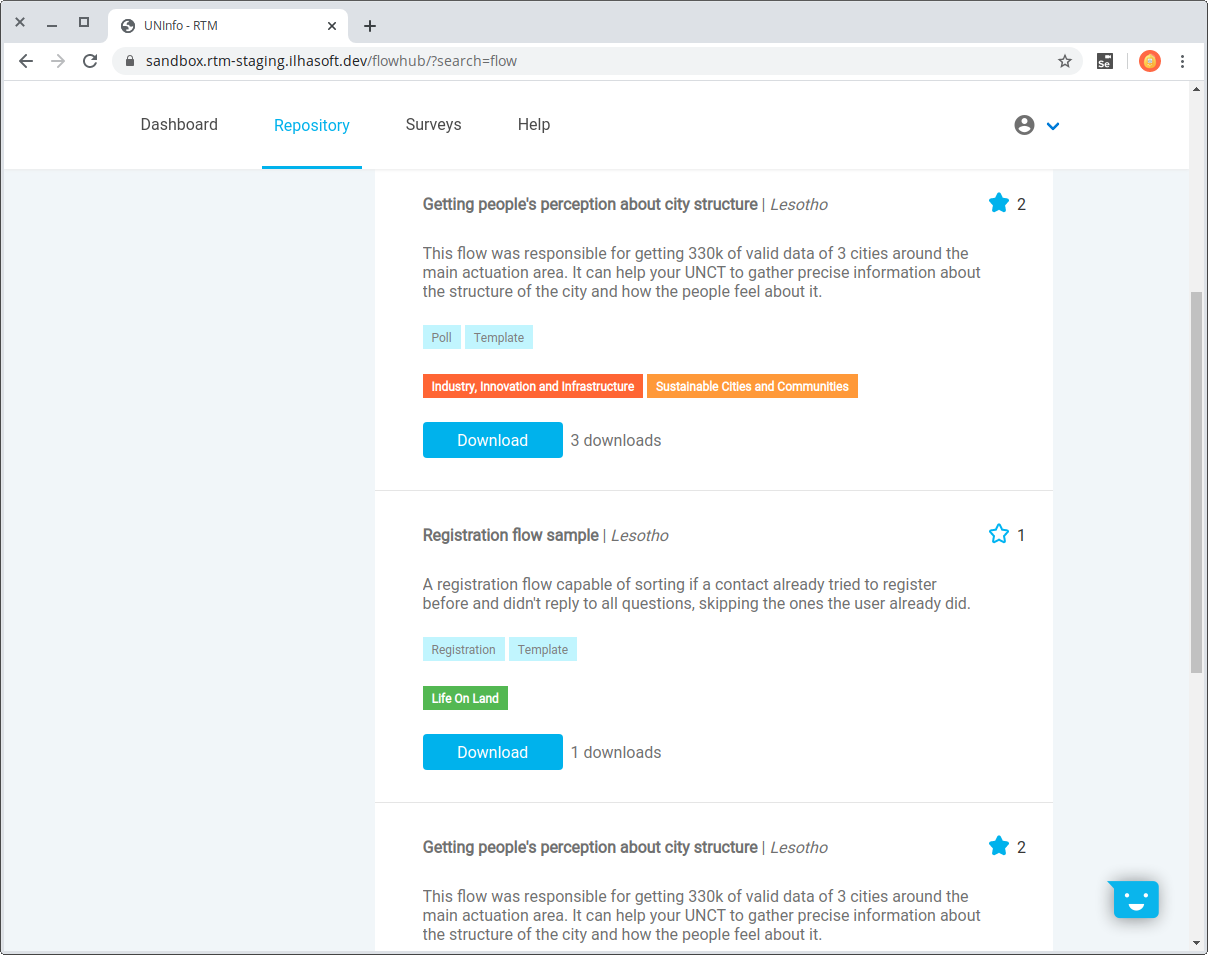 UNInfo - RTM
sandbox.rtm-staging.ilhasoft.dev/flowhub/?search=flow
Se
Dashboard Repository Surveys Help
Getting people's perception about city structure | Lesotho 2
This flow was responsible for getting 330k of valid data of 3 cities around the
main actuation area. It can help your UNCT to gather precise information about
the structure of the city and how the people feel about it.
Poll Template
Industry, Innovation and Infrastructure Sustainable Cities and Communities
Download 3 downloads
Registration flow sample | Lesotho 1
A registration flow capable of sorting if a contact already tried to register
before and didn't reply to all questions, skipping the ones the user already did.
Registration Template
Life On Land
Download 1 downloads
Getting people's perception about city structure | Lesotho 2
This flow was responsible for getting 330k of valid data of 3 cities around the
main actuation area. It can help your UNCT to gather precise information about
the structure of the city and how the people feel about it.